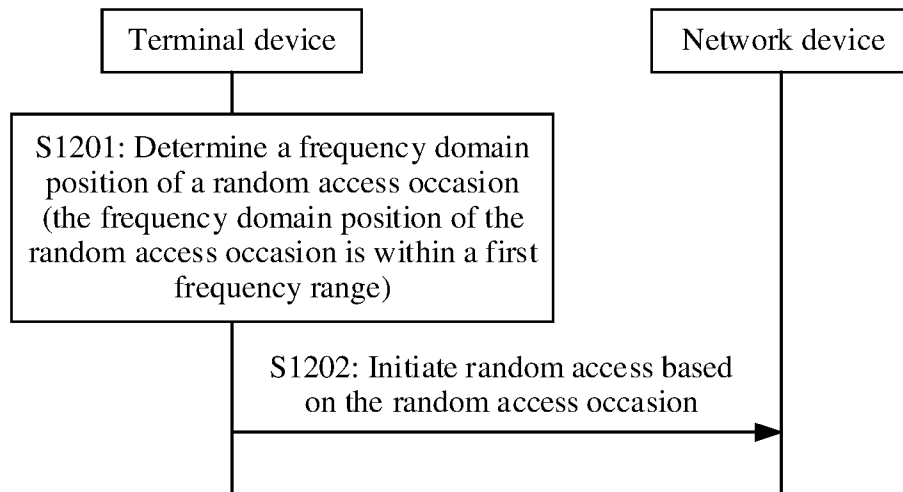 Terminal device
Network device
S1201: Determine a frequency domain
position of a random access occasion
(the frequency domain position of the
random access occasion is within a first
frequency range)
S1202: Initiate random access based
on the random access occasion